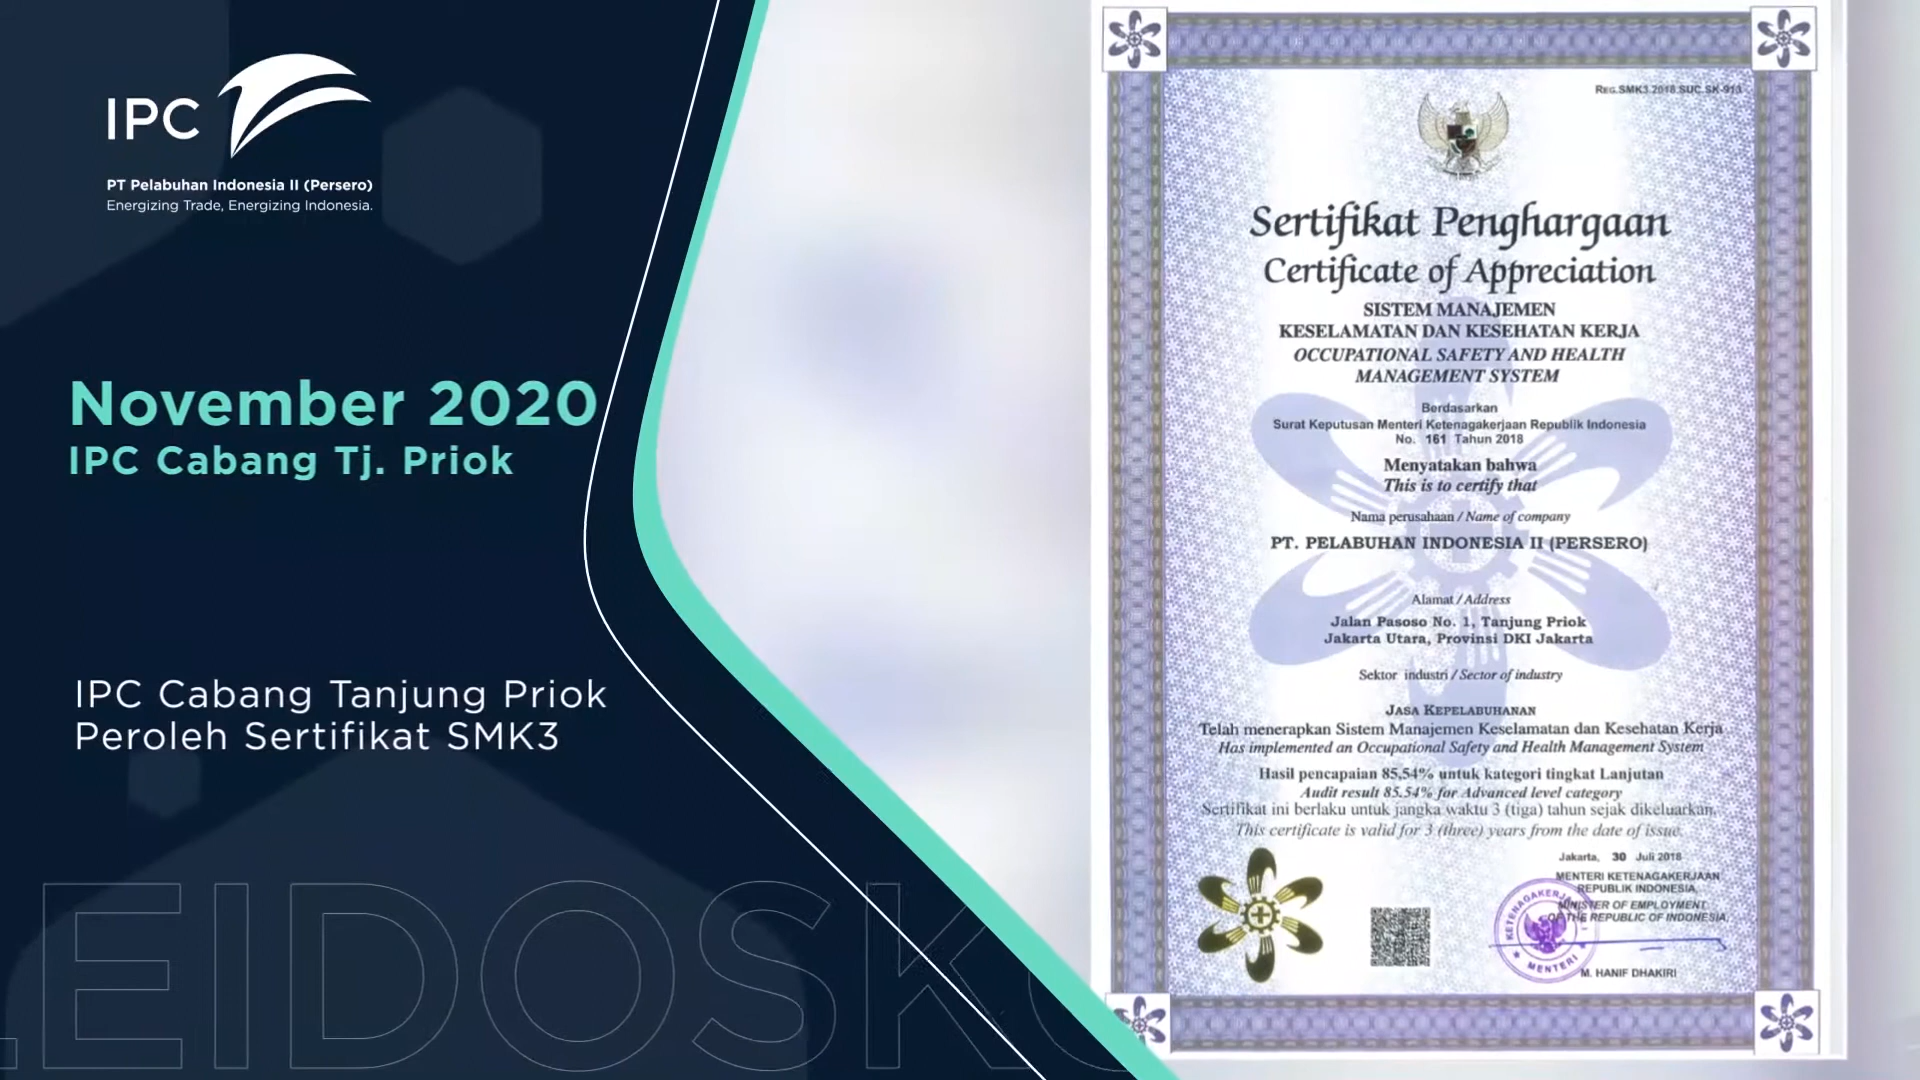 IPC
PT Pelabuhan Indonesia II (Persero)
Energizing Trade, Energizing Indonesia.
November 2020
IPC Cabang Tj. Priok
IPC Cabang Tanjung Priok
Peroleh Sertifikat SMK3
LEIDOSKO
REG.SMK3.2018.SUC.SK-913
Sertifikat Penghargaan
Certificate of Appreciation
SISTEM MANAJEMEN
KESELAMATAN DAN KESEHATAN KERJA
OCCUPATIONAL SAFETY AND HEALTH
MANAGEMENT SYSTEM
Berdasarkan
Surat Keputusan Menteri Ketenagakerjaan Republik Indonesia
No. 161 Tahun 2018
Menyatakan bahwa
This is to certify that
Nama perusahaan / Name of company
PT. PELABUHAN INDONESIA II (PERSERO)
Alamat / Address
Jalan Pasoso No. 1, Tanjung Priok
Jakarta Utara, Provinsi DKI Jakarta
Sektor industri / Sector of industry
JASA KEPELABUHANAN
Telah menerapkan Sistem Manajemen Keselamatan dan Kesehatan Kerja
Has implemented an Occupational Safety and Health Management System
Hasil pencapaian 85,54% untuk kategori tingkat Lanjutan
Audit result 85.54% for Advanced level category
Sertifikat ini berlaku untuk jangka waktu 3 (tiga) tahun sejak dikeluarkan.
This certificate is valid for 3 (three) years from the date of issue.
Jakarta, 30 Juli 2018
MENTERI KETENAGAKERJAAN
REPUBLIK INDONESIA,
MINISTER OF EMPLOYMENT
OF THE REPUBLIC OF INDONESIA,
KETENAGAKERJ
MENTERI
M. HANIF DHAKIRI